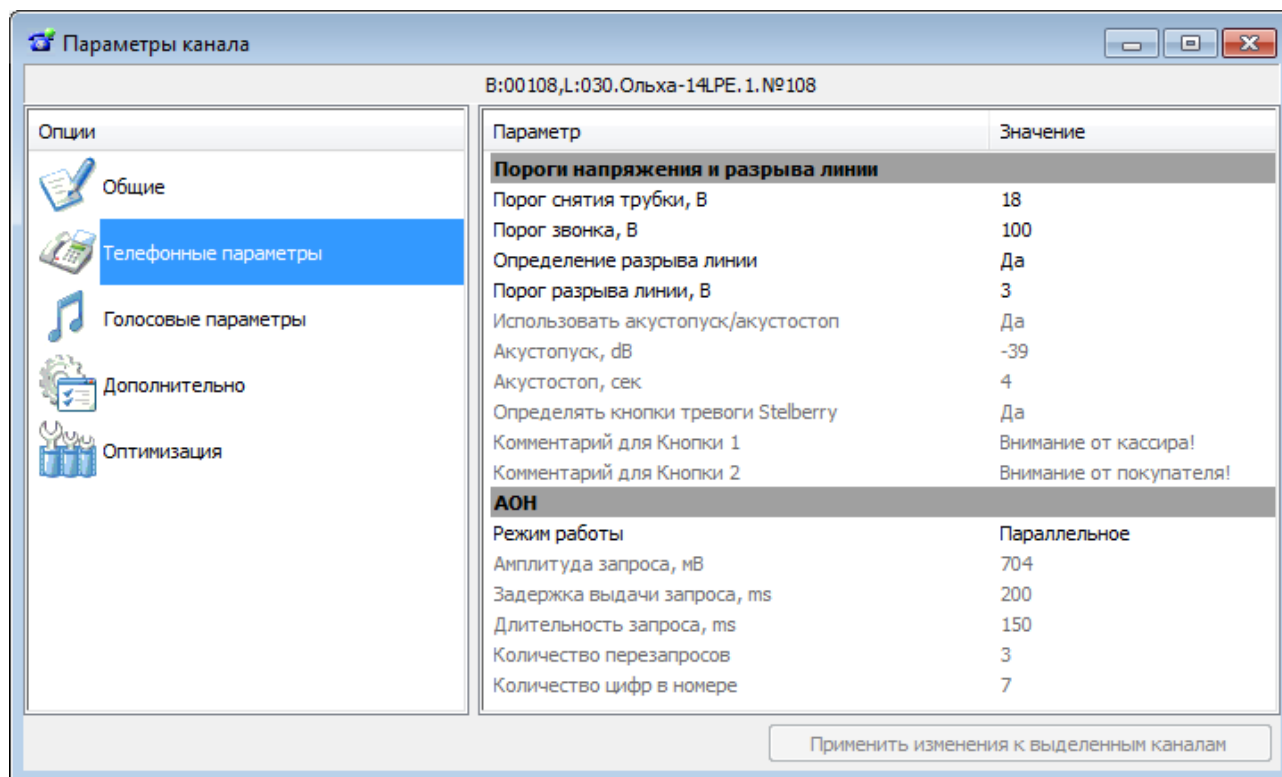 Параметры канала
B:00108,L:030.Ольха-14LPE.1.№108
Опции
Общие
Телефонные параметры
Голосовые параметры
Дополнительно
Оптимизация
Параметр Значение
Пороги напряжения и разрыва линии
Порог снятия трубки, В 18
Порог звонка, В 100
Определение разрыва линии Да
Порог разрыва линии, В 3
Использовать акустопуск/акустостоп Да
Акустопуск, dB -39
Акустостоп, сек 4
Определять кнопки тревоги Stelberry Да
Комментарий для Кнопки 1 Внимание от кассира!
Комментарий для Кнопки 2 Внимание от покупателя!
АОН
Режим работы Параллельное
Амплитуда запроса, мВ 704
Задержка выдачи запроса, ms 200
Длительность запроса, ms 150
Количество перезапросов 3
Количество цифр в номере 7
Применить изменения к выделенным каналам